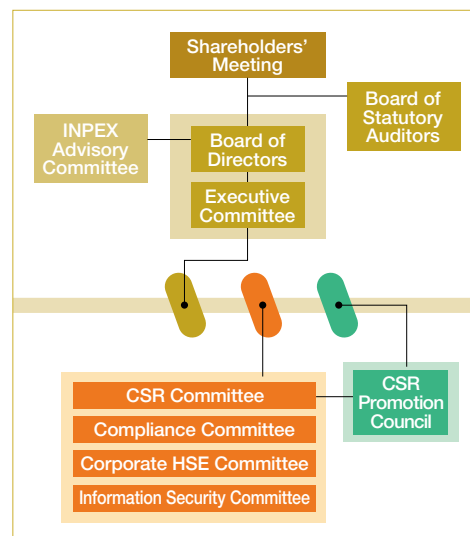 Shareholders'
Meeting
Board of
Statutory
Auditors
INPEX
Advisory
Committee
Board of
Directors
Executive
Committee
CSR Committee
Compliance Committee
Corporate HSE Committee
Information Security Committee
CSR
Promotion
Council